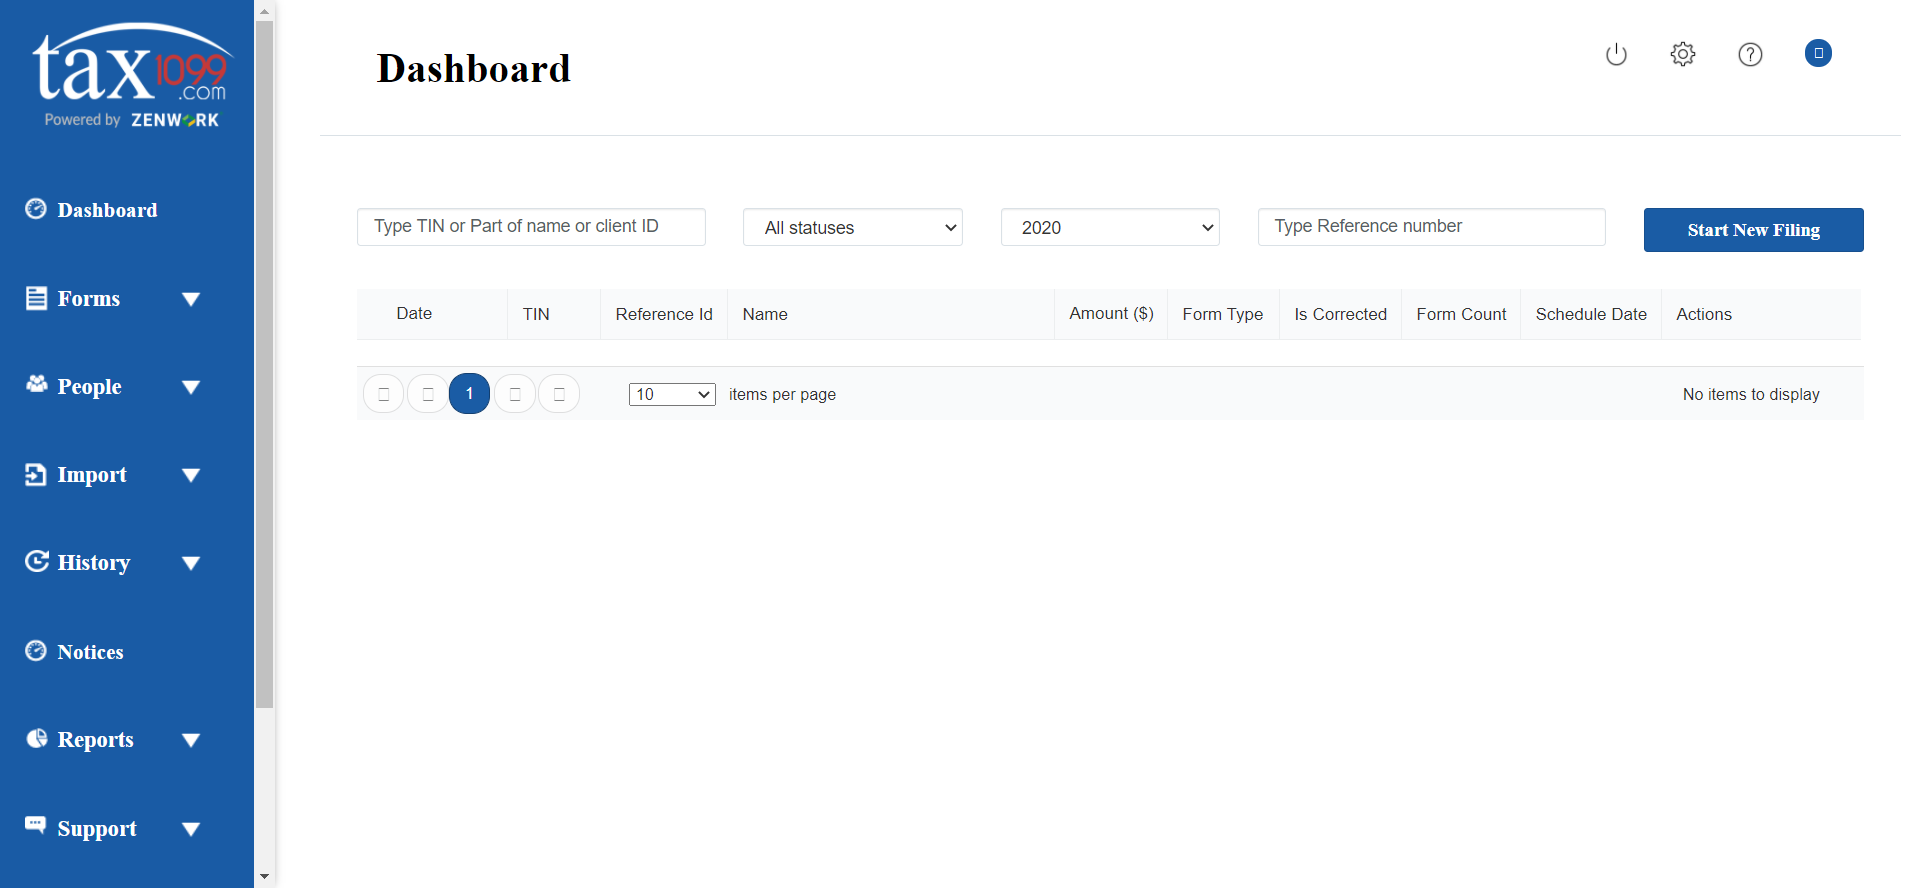 tax1099
.com
Powered by ZENWORK
Dashboard
Forms
People
Import
History
Notices
Reports
Support
Dashboard
Type TIN or Part of name or client ID
All statuses
2020
Type Reference number
Start New Filing
Date TIN Reference Id Name Amount ($) Form Type Is Corrected Form Count Schedule Date Actions
1 10 items per page No items to display